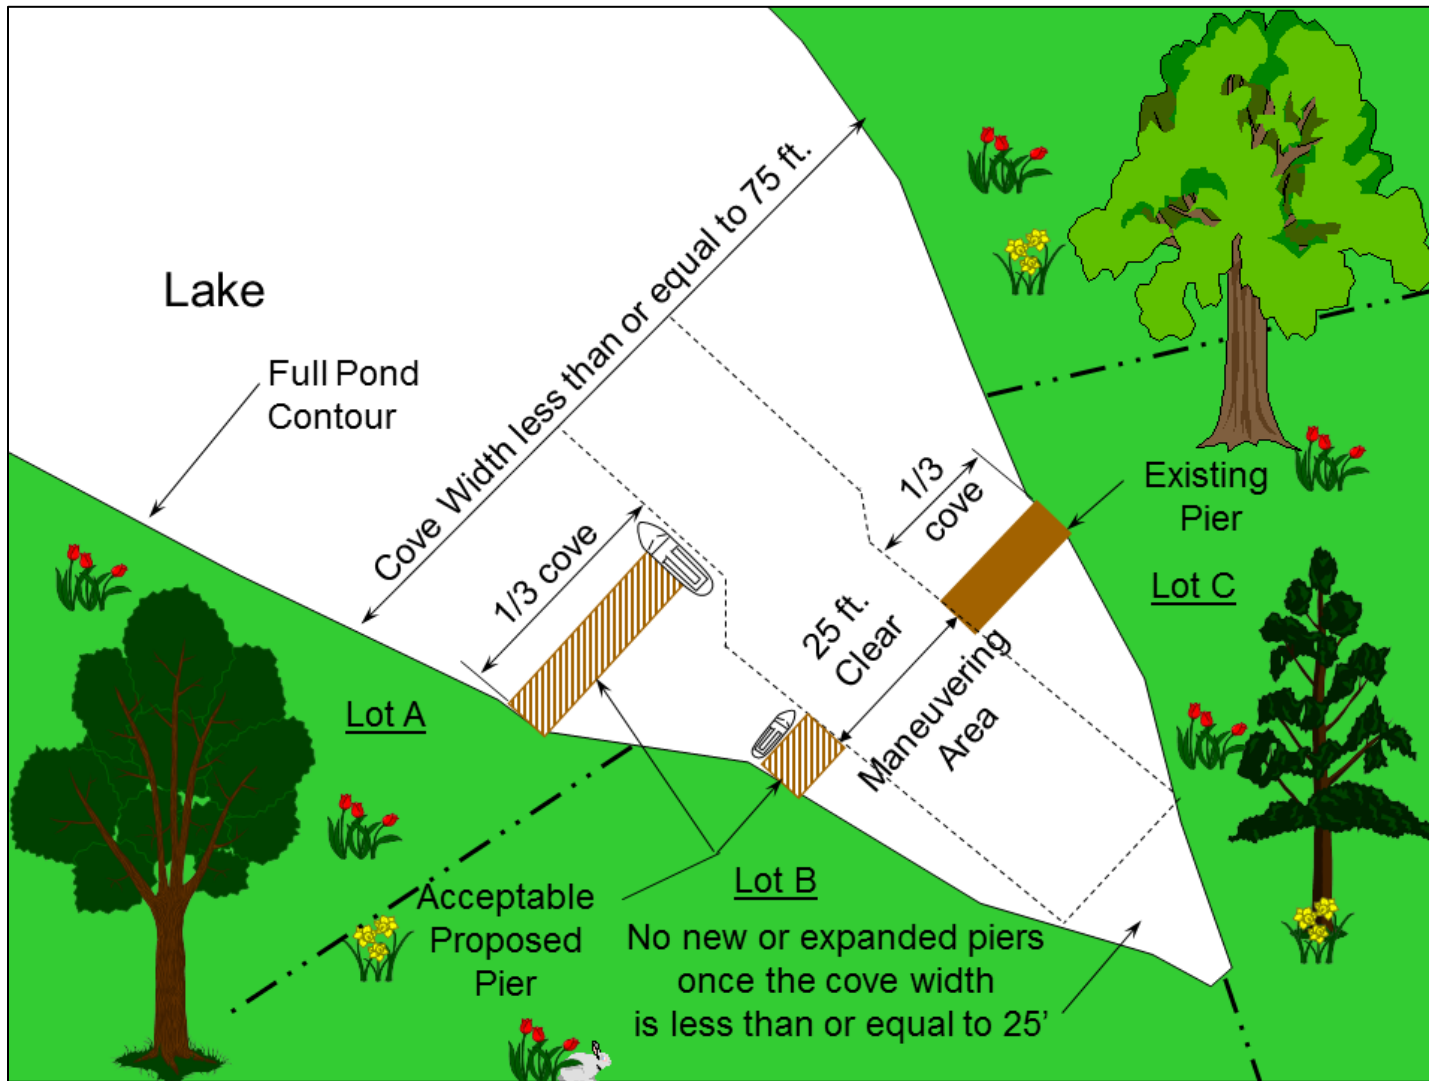 Lake
Full Pond
Contour
Cove Width less than or equal to 75 ft.
1/3 cove
1/3
cove
Existing
Pier
25 ft.
Clear
Maneuvering
Area
Lot A
Lot C
Lot B
Acceptable
Proposed
Pier
No new or expanded piers
once the cove width
is less than or equal to 25’